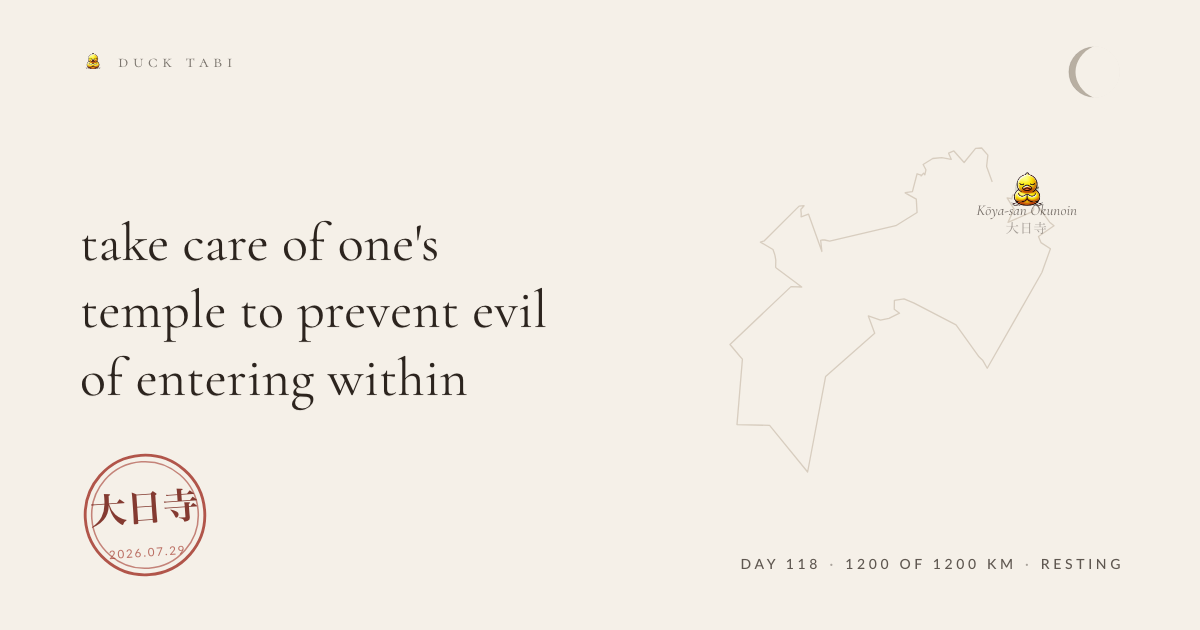 DUCK TABI
take care of one's
temple to prevent evil
of entering within
Kōya-san Okunoin
大日寺
大日寺
2026.07.29
DAY 118 · 1200 OF 1200 KM · RESTING